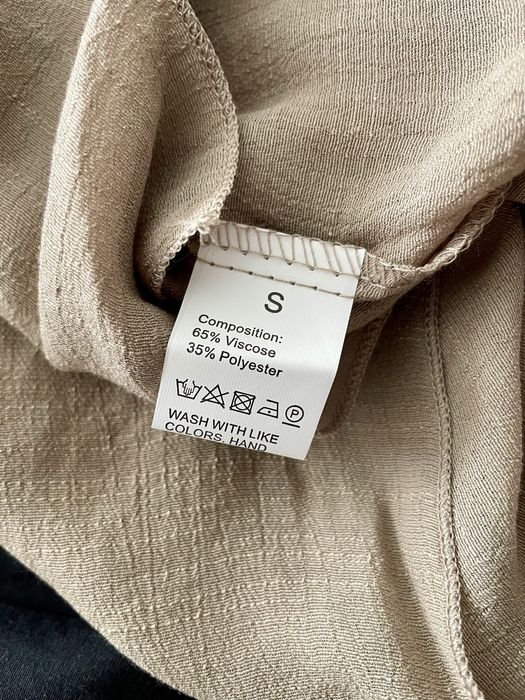 S
Composition:
65% Viscose
35% Polyester
P
WASH WITH LIKE
COLORS, HAND